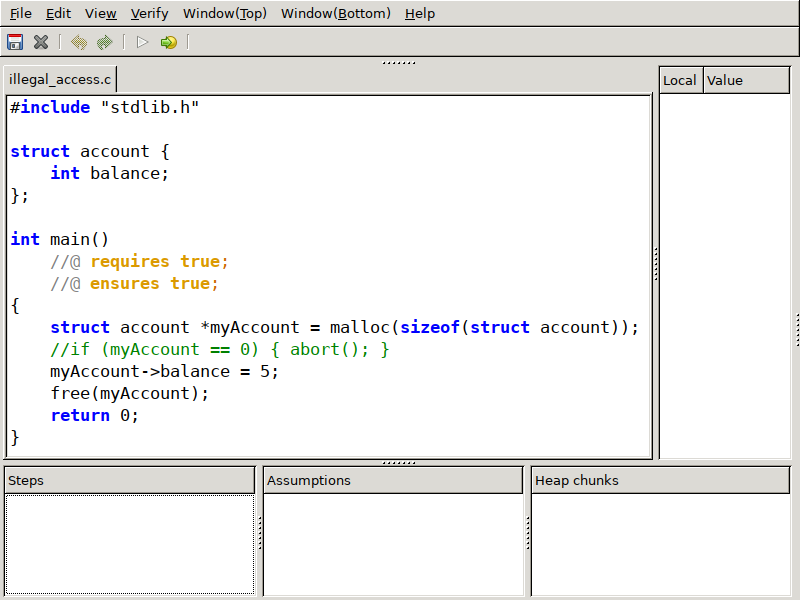 File Edit View Verify Window(Top) Window(Bottom) Help
illegal_access.c
Local Value
#include "stdlib.h"
struct account {
    int balance;
};
int main()
    //@ requires true;
    //@ ensures true;
{
    struct account *myAccount = malloc(sizeof(struct account));
    //if (myAccount == 0) { abort(); }
    myAccount->balance = 5;
    free(myAccount);
    return 0;
}
Steps Assumptions Heap chunks